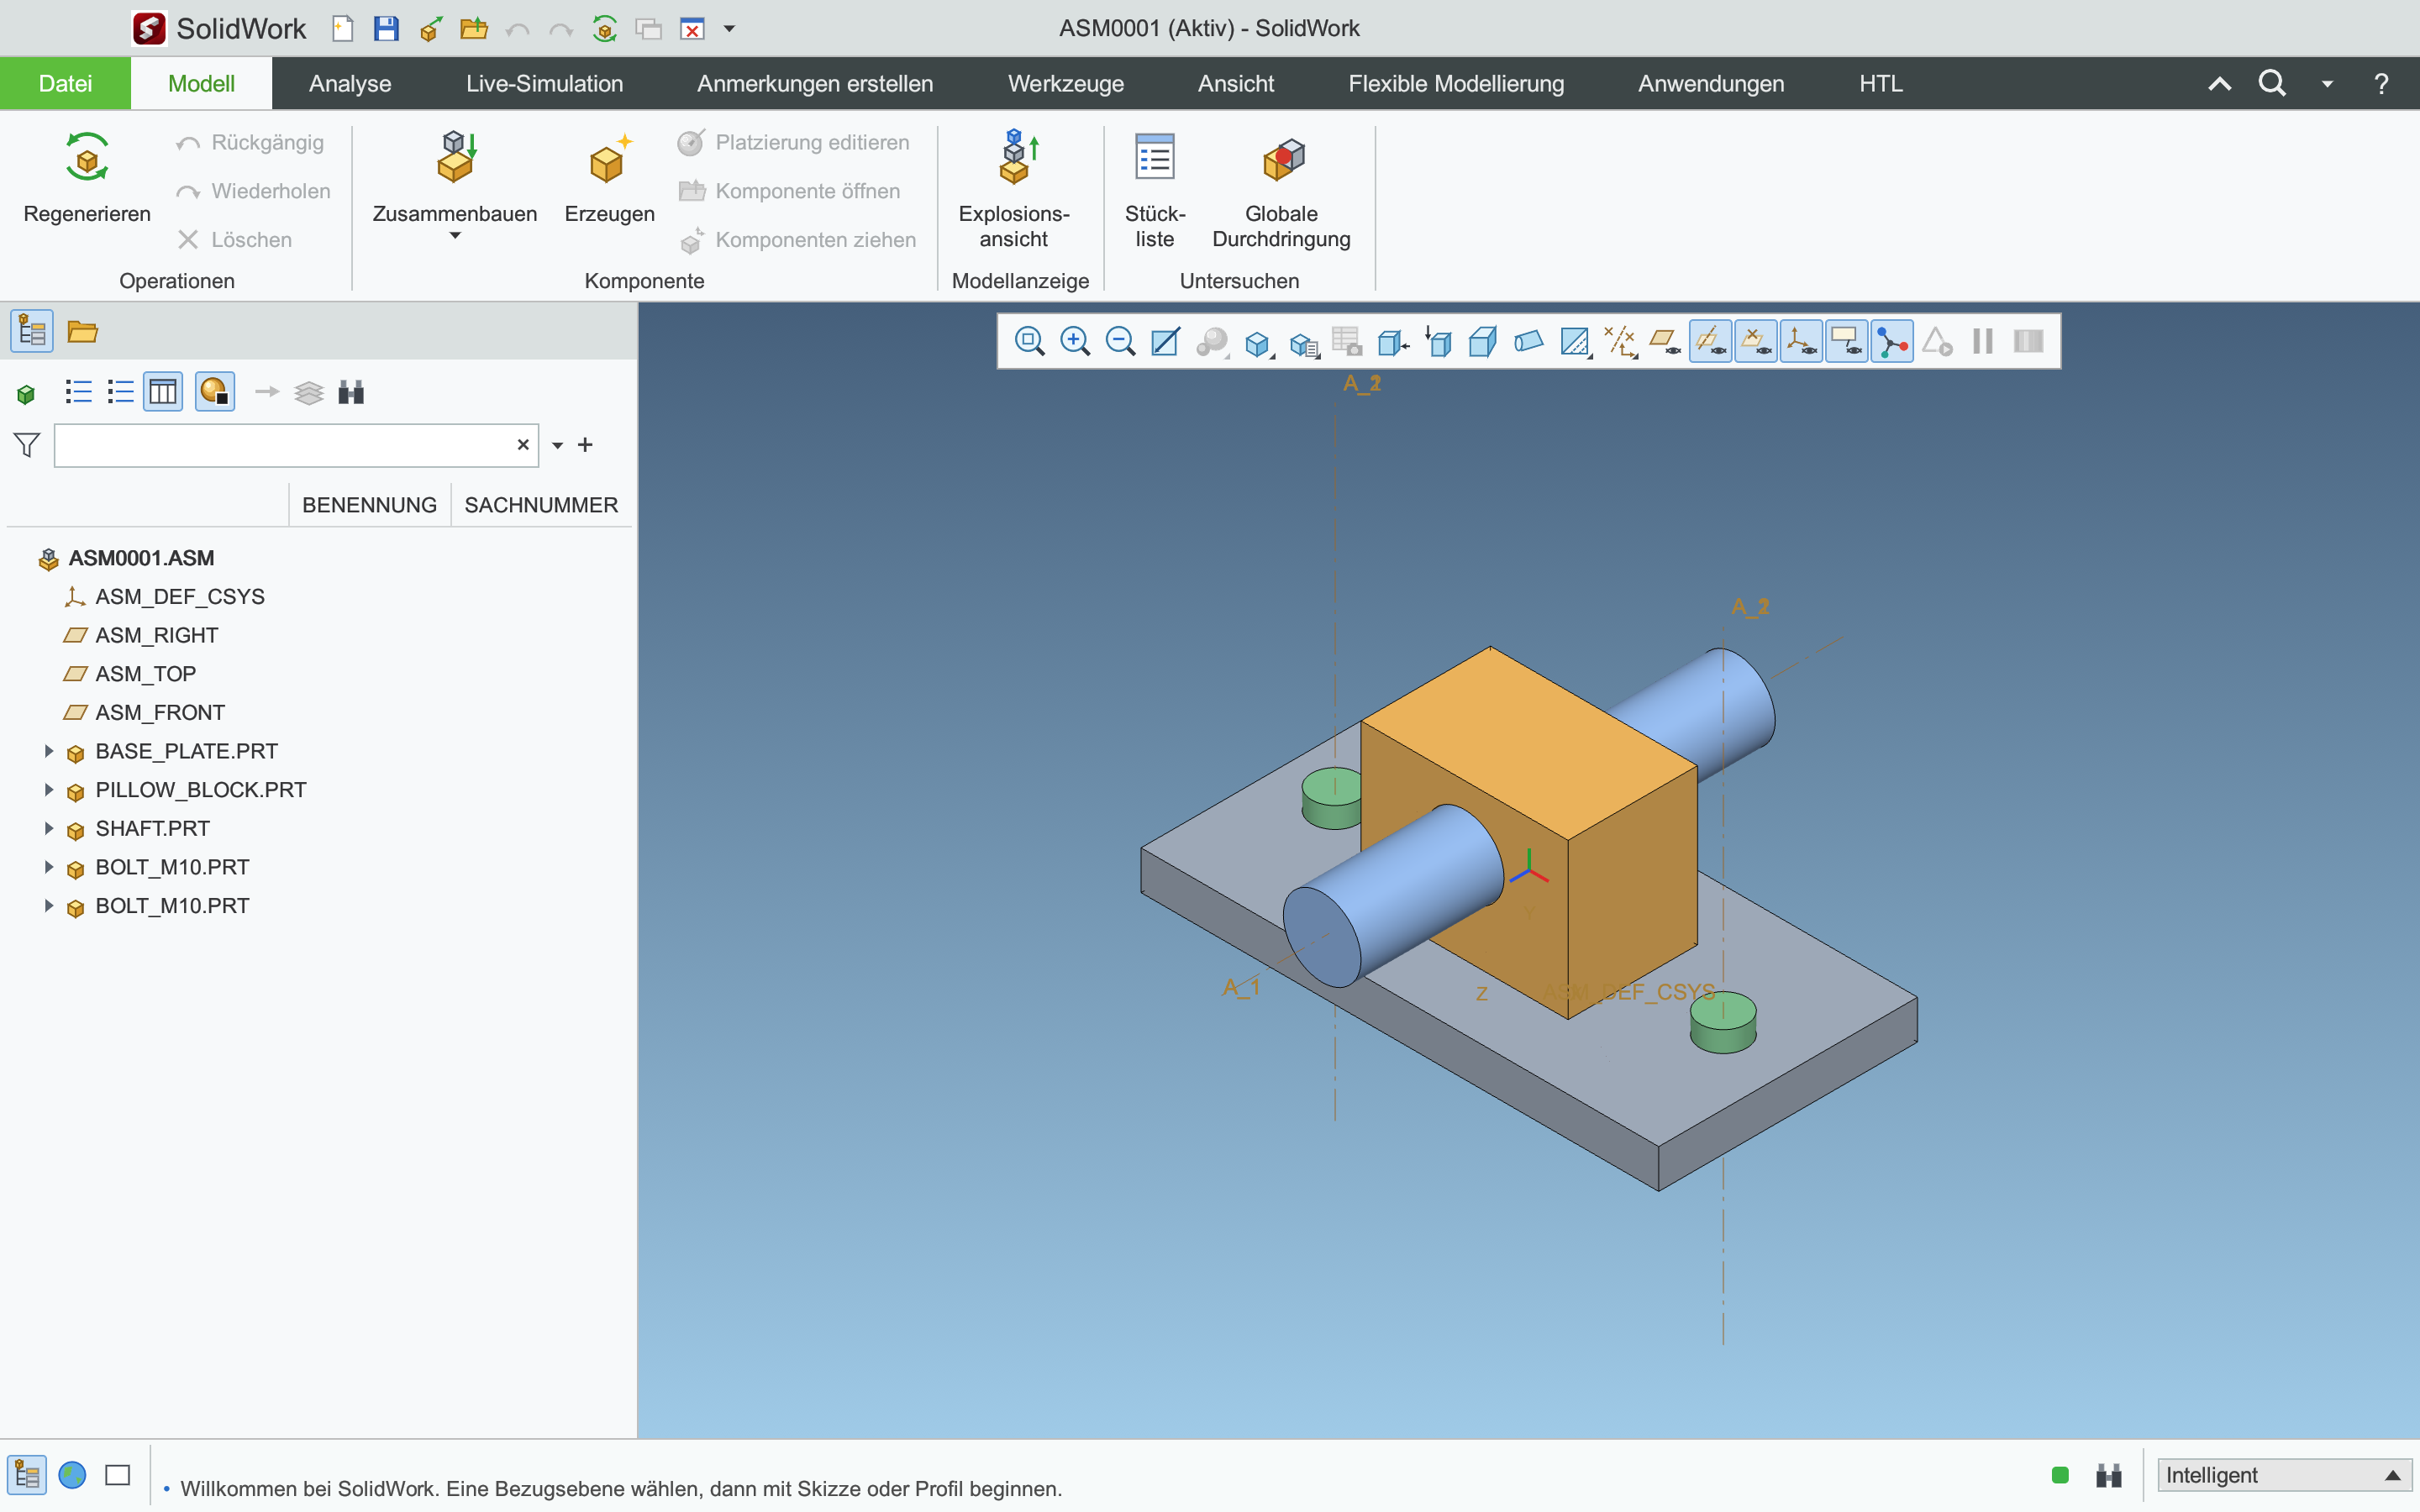 SolidWork
ASM0001 (Aktiv) - SolidWork
Datei
Modell
Analyse
Live-Simulation
Anmerkungen erstellen
Werkzeuge
Ansicht
Flexible Modellierung
Anwendungen
HTL
?
Regenerieren
Rückgängig
Wiederholen
Löschen
Operationen
Zusammenbauen
Erzeugen
Platzierung editieren
Komponente öffnen
Komponenten ziehen
Komponente
Explosions-
ansicht
Modellanzeige
Stück-
liste
Globale
Durchdringung
Untersuchen
BENENNUNG
SACHNUMMER
ASM0001.ASM
ASM_DEF_CSYS
ASM_RIGHT
ASM_TOP
ASM_FRONT
BASE_PLATE.PRT
PILLOW_BLOCK.PRT
SHAFT.PRT
BOLT_M10.PRT
BOLT_M10.PRT
A_1
Y
Z
ASM_DEF_CSYS
Willkommen bei SolidWork. Eine Bezugsebene wählen, dann mit Skizze oder Profil beginnen.
Intelligent